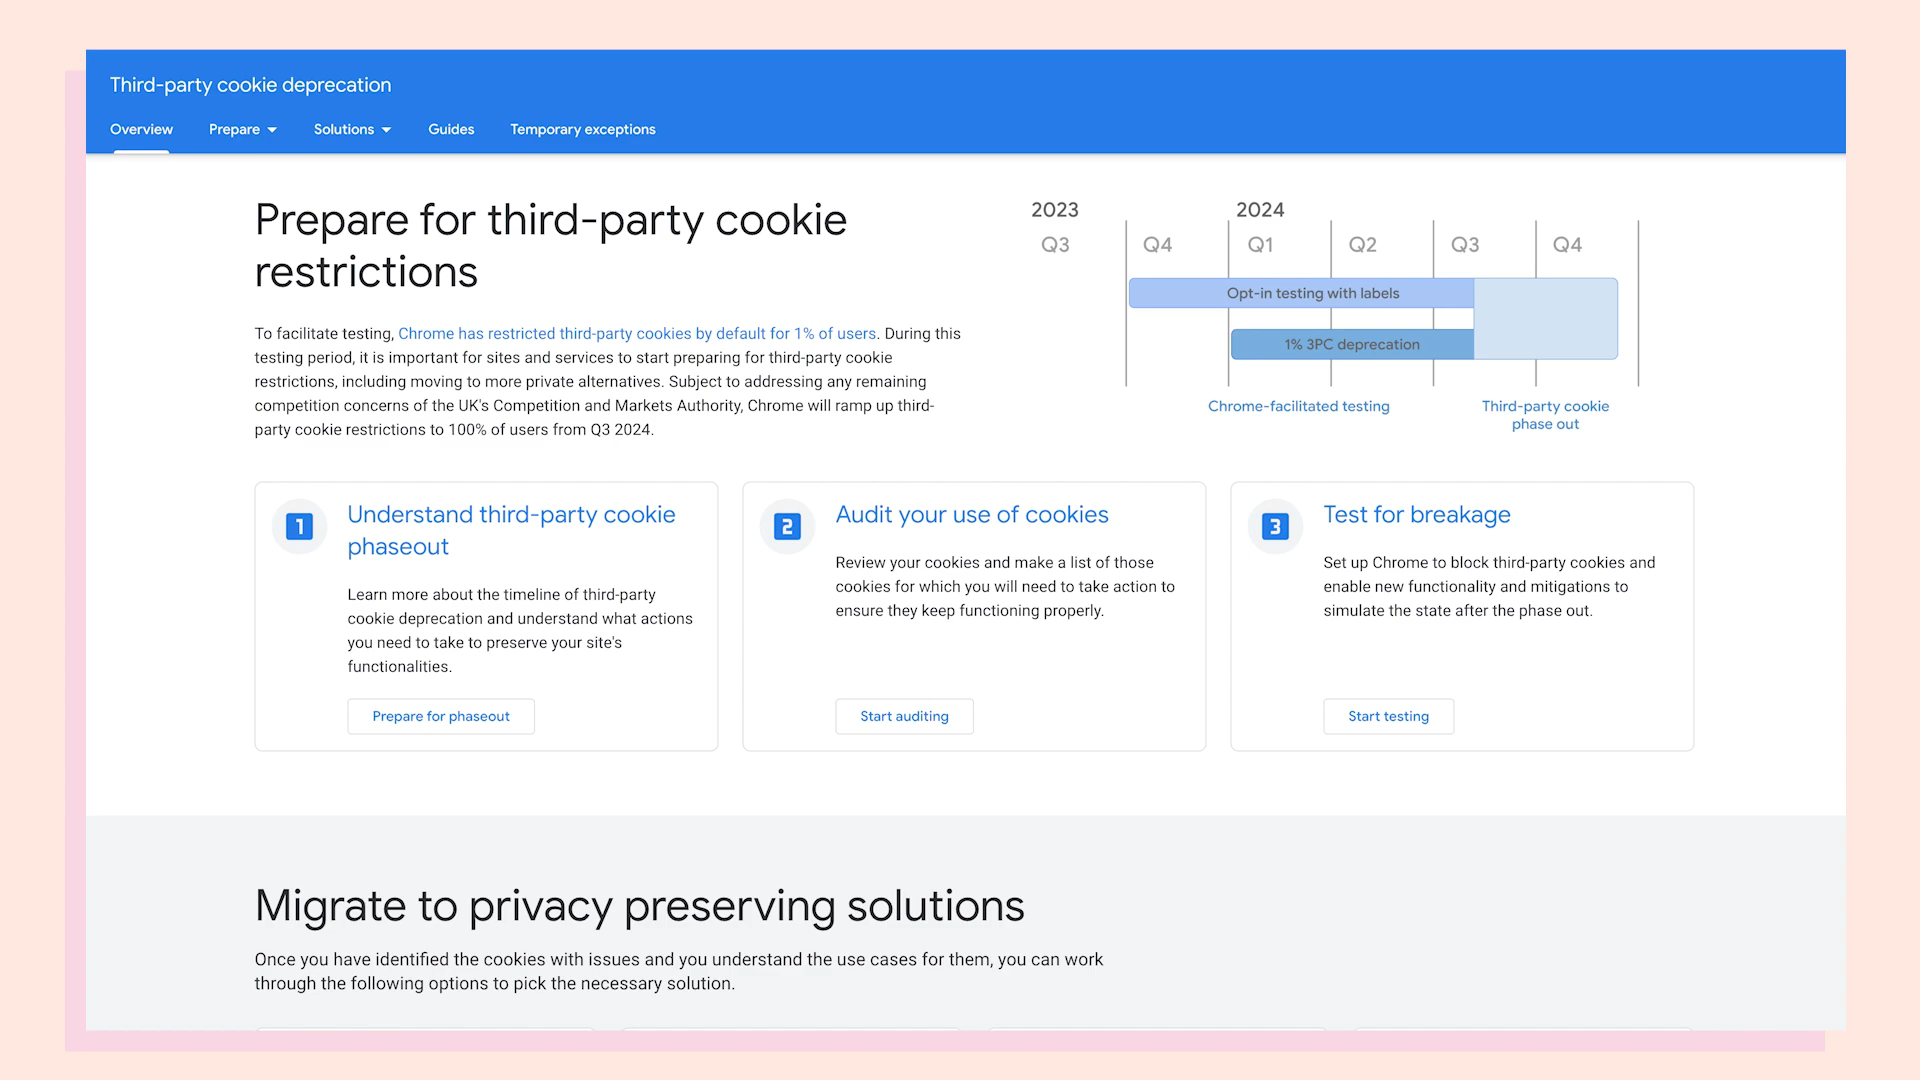 Third-party cookie deprecation
Overview
Prepare
Solutions
Guides
Temporary exceptions
Prepare for third-party cookie
restrictions
To facilitate testing, Chrome has restricted third-party cookies by default for 1% of users. During this
testing period, it is important for sites and services to start preparing for third-party cookie
restrictions, including moving to more private alternatives. Subject to addressing any remaining
competition concerns of the UK's Competition and Markets Authority, Chrome will ramp up third-
party cookie restrictions to 100% of users from Q3 2024.
2023
2024
Q3
Q4
Q1
Q2
Q3
Q4
Opt-in testing with labels
1% 3PC deprecation
Chrome-facilitated testing
Third-party cookie
phase out
1
Understand third-party cookie
phaseout
Learn more about the timeline of third-party
cookie deprecation and understand what actions
you need to take to preserve your site's
functionalities.
Prepare for phaseout
2
Audit your use of cookies
Review your cookies and make a list of those
cookies for which you will need to take action to
ensure they keep functioning properly.
Start auditing
3
Test for breakage
Set up Chrome to block third-party cookies and
enable new functionality and mitigations to
simulate the state after the phase out.
Start testing
Migrate to privacy preserving solutions
Once you have identified the cookies with issues and you understand the use cases for them, you can work
through the following options to pick the necessary solution.